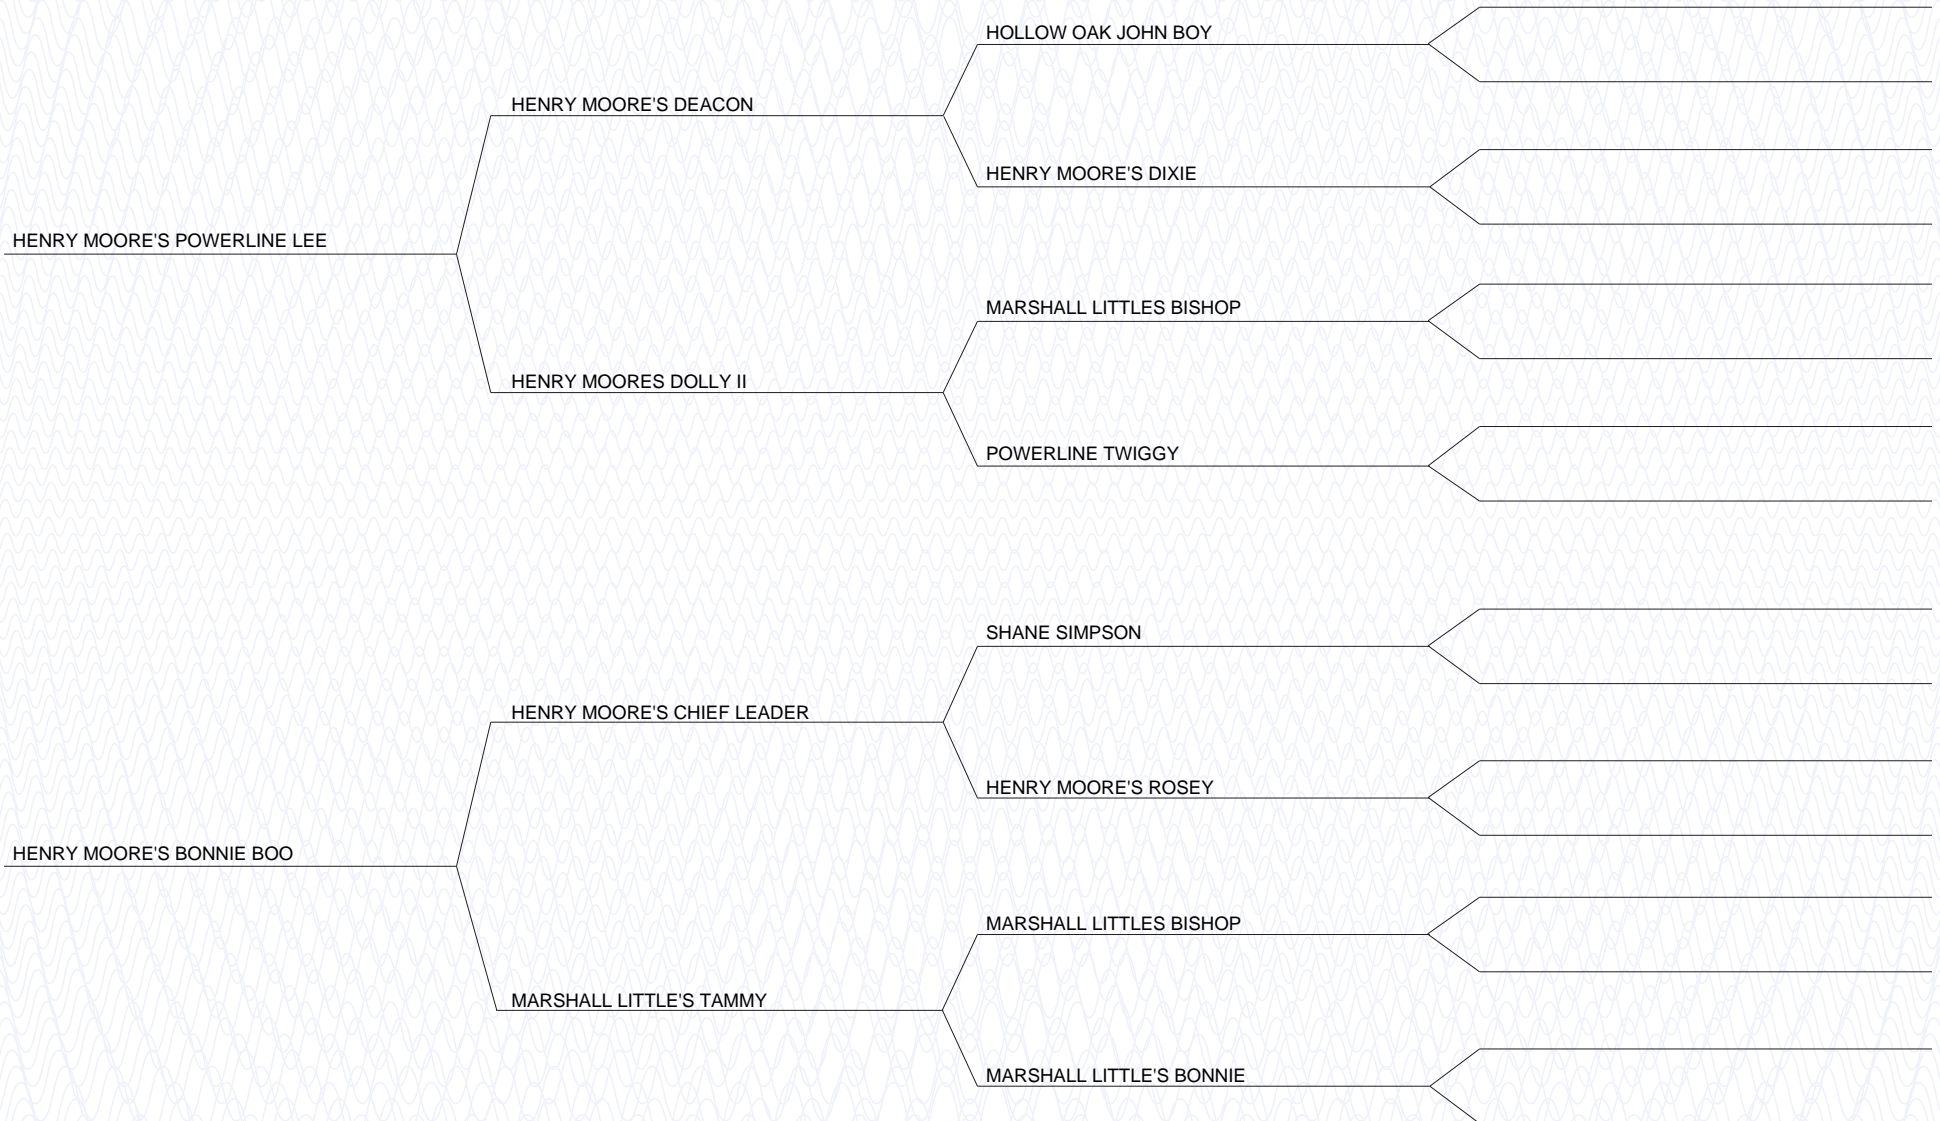 HOLLOW OAK JOHN BOY
HENRY MOORE'S DEACON
HENRY MOORE'S DIXIE
HENRY MOORE'S POWERLINE LEE
MARSHALL LITTLES BISHOP
HENRY MOORES DOLLY II
POWERLINE TWIGGY
SHANE SIMPSON
HENRY MOORE'S CHIEF LEADER
HENRY MOORE'S ROSEY
HENRY MOORE'S BONNIE BOO
MARSHALL LITTLES BISHOP
MARSHALL LITTLE'S TAMMY
MARSHALL LITTLE'S BONNIE